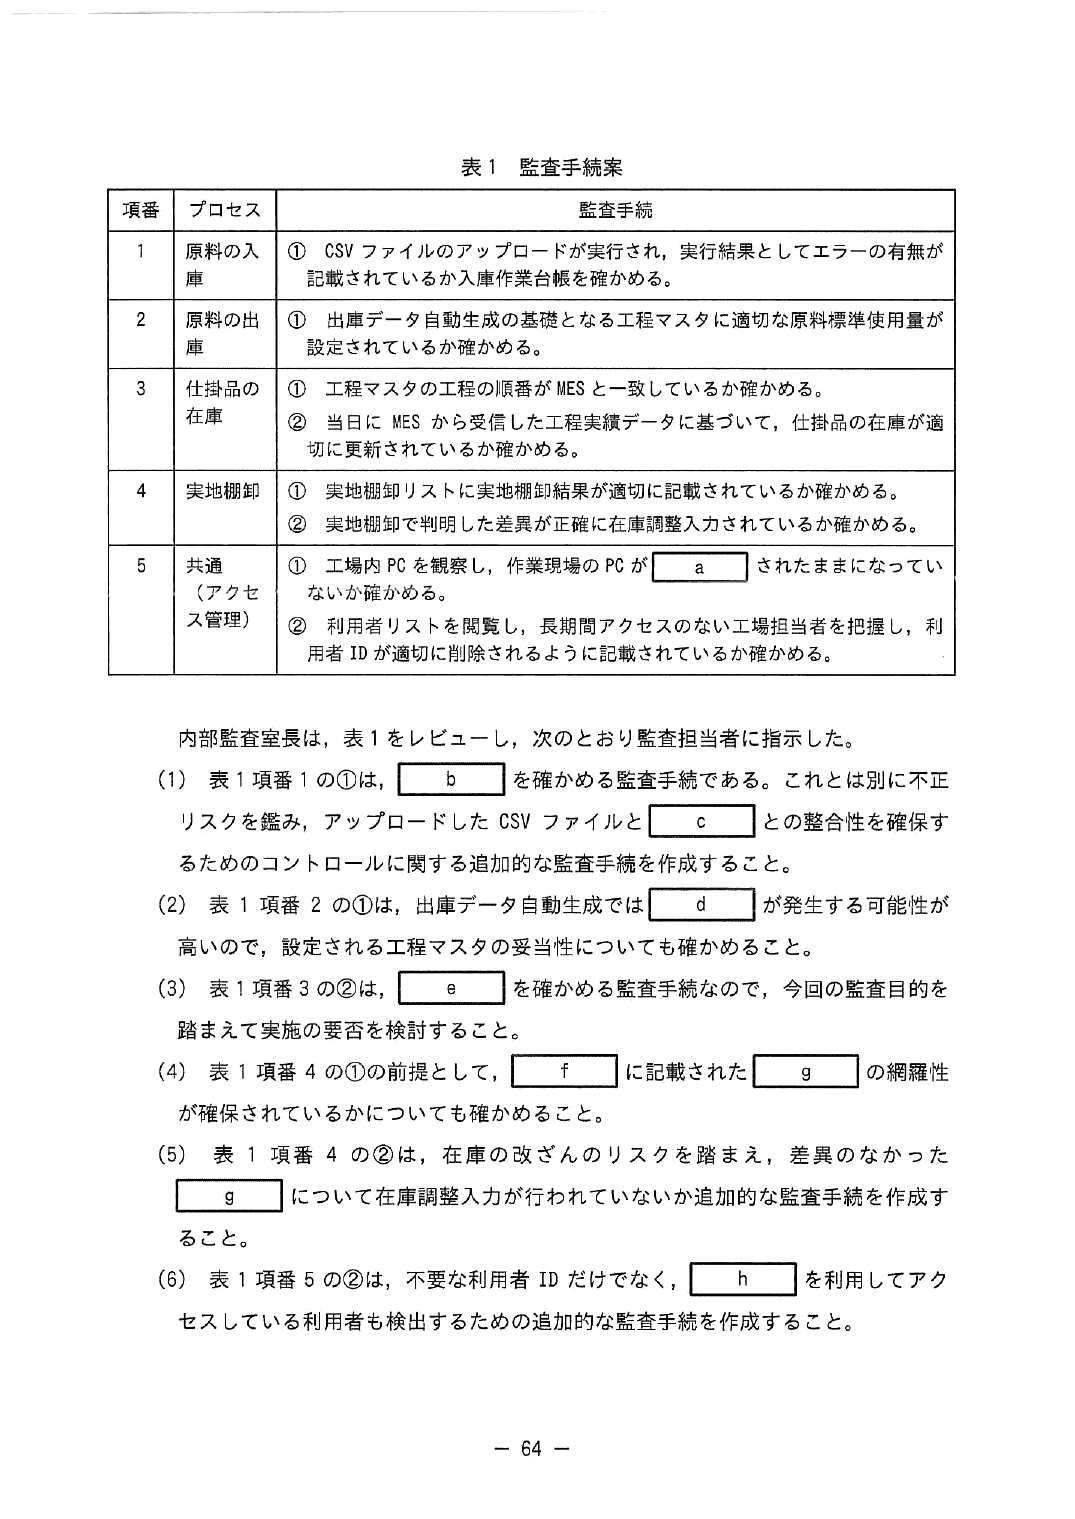 表1 監査手続案
項番 プロセス 監査手続
1 原料の入庫 ① CSV ファイルのアップロードが実行され，実行結果としてエラーの有無が
記載されているか入庫作業台帳を確かめる。
2 原料の出庫 ① 出庫データ自動生成の基礎となる工程マスタに適切な原料標準使用量が
設定されているか確かめる。
3 仕掛品の在庫 ① 工程マスタの工程の順番が MES と一致しているか確かめる。
② 当日に MES から受信した工程実績データに基づいて，仕掛品の在庫が適
切に更新されているか確かめる。
4 実地棚卸 ① 実地棚卸リストに実地棚卸結果が適切に記載されているか確かめる。
② 実地棚卸で判明した差異が正確に在庫調整入力されているか確かめる。
5 共通（アクセス管理） ① 工場内 PC を観察し，作業現場の PC が a されたままになってい
ないか確かめる。
② 利用者リストを閲覧し，長期間アクセスのない工場担当者を把握し，利
用者 ID が適切に削除されるように記載されているか確かめる。
内部監査室長は，表1をレビューし，次のとおり監査担当者に指示した。
(1) 表1項番1の①は， b を確かめる監査手続である。これとは別に不正
リスクを鑑み，アップロードした CSV ファイルと c との整合性を確保す
るためのコントロールに関する追加的な監査手続を作成すること。
(2) 表1項番2の①は，出庫データ自動生成では d が発生する可能性が
高いので，設定される工程マスタの妥当性についても確かめること。
(3) 表1項番3の②は， e を確かめる監査手続なので，今回の監査目的を
踏まえて実施の要否を検討すること。
(4) 表1項番4の①の前提として， f に記載された g の網羅性
が確保されているかについても確かめること。
(5) 表1項番4の②は，在庫の改ざんのリスクを踏まえ，差異のなかった
g について在庫調整入力が行われていないか追加的な監査手続を作成す
ること。
(6) 表1項番5の②は，不要な利用者 ID だけでなく， h を利用してアク
セスしている利用者も検出するための追加的な監査手続を作成すること。
― 64 ―